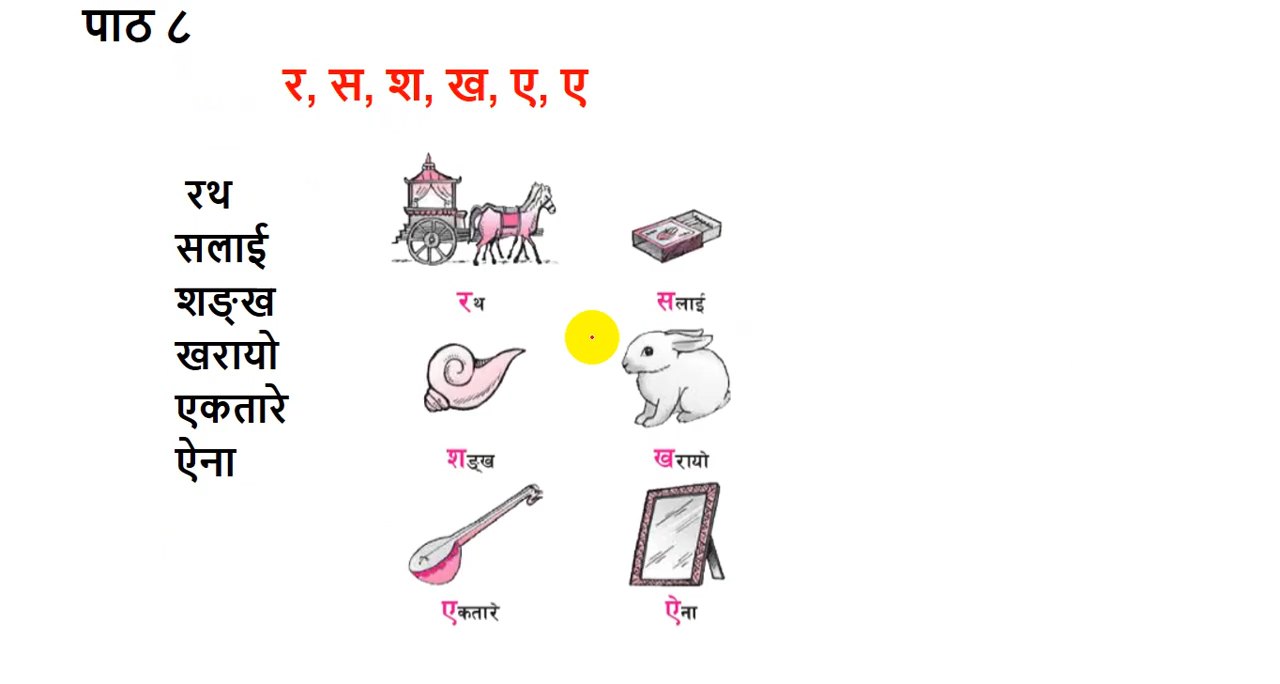 पाठ ८
र, स, श, ख, ए, ए
रथ
सलाई
शङ्ख
खरायो
एकतारे
ऐना
रथ सलाई
शङ्ख खरायो
एकतारे ऐना